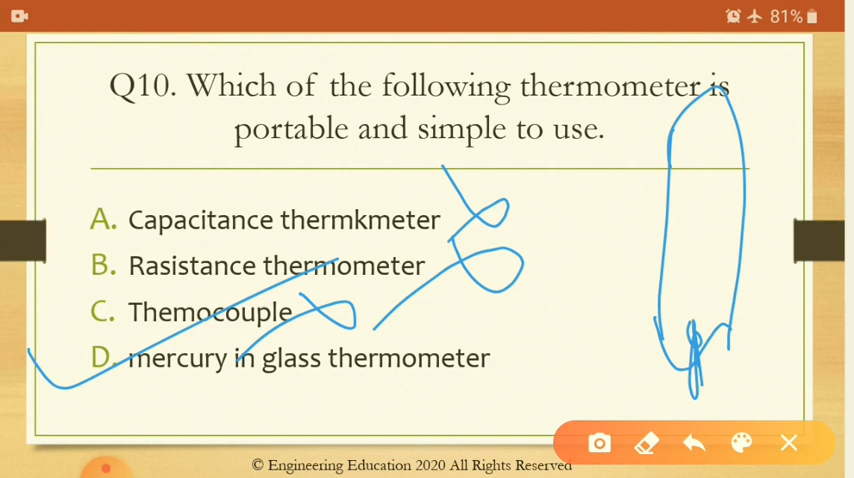 81%
Q10. Which of the following thermometer is
portable and simple to use.
A. Capacitance thermkmeter
B. Rasistance thermometer
C. Themocouple
D. mercury in glass thermometer
© Engineering Education 2020 All Rights Reserved